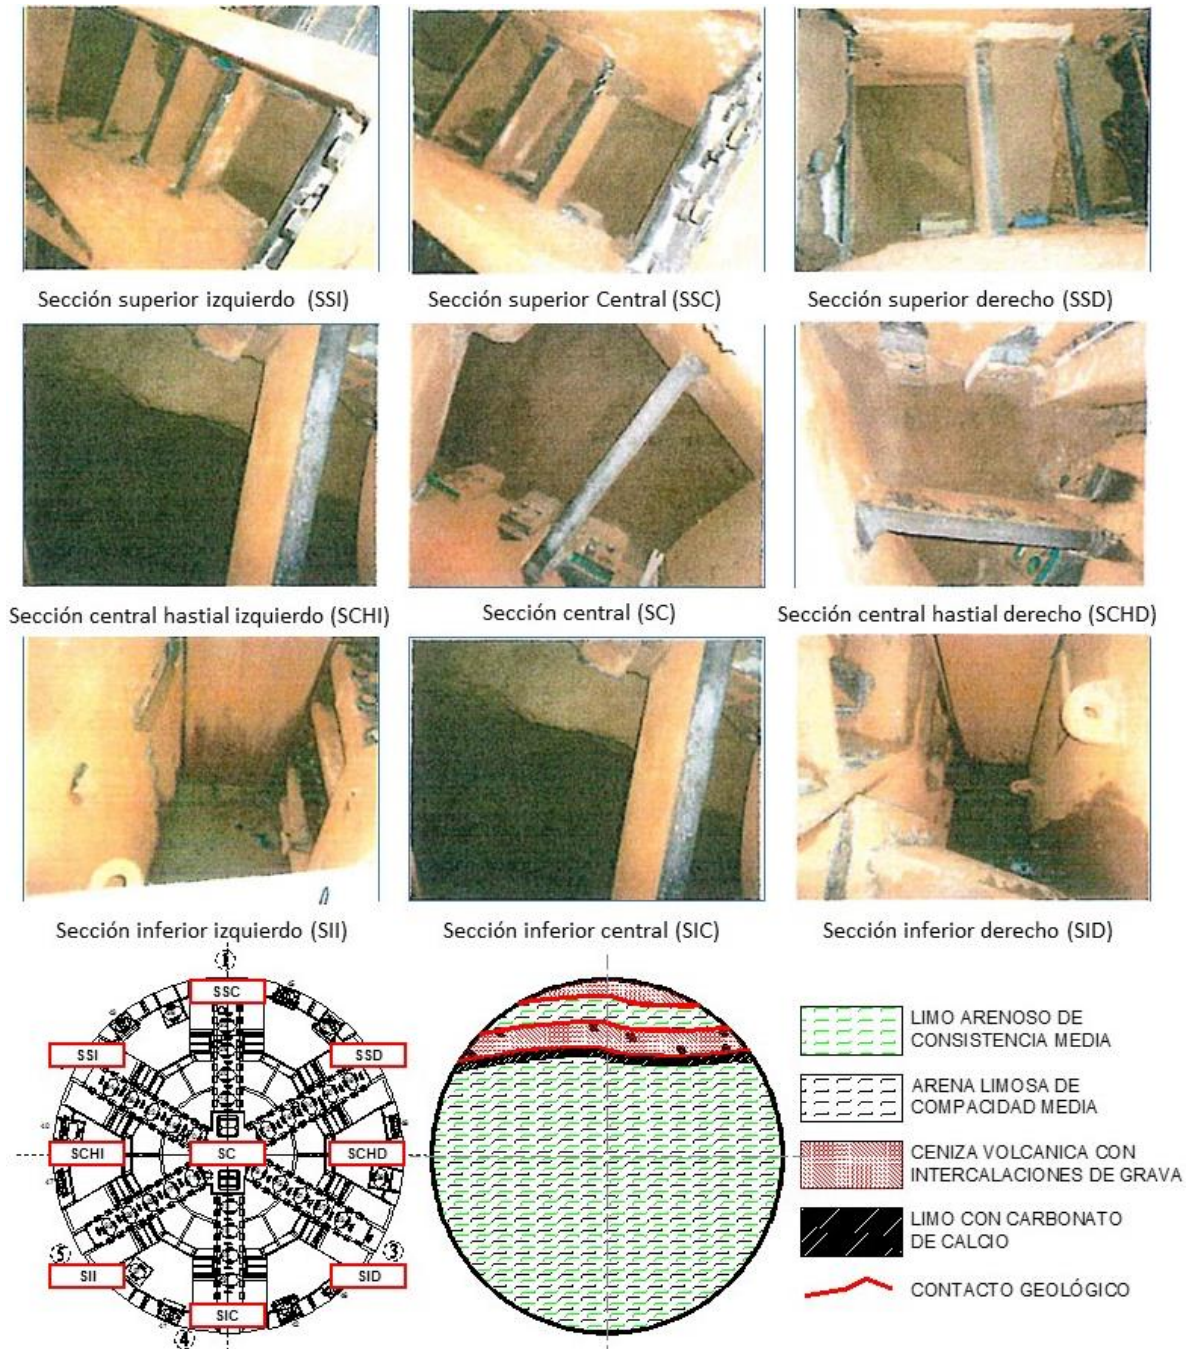 Sección superior izquierdo (SSI)
Sección superior Central (SSC)
Sección superior derecho (SSD)
Sección central hastial izquierdo (SCHI)
Sección central (SC)
Sección central hastial derecho (SCHD)
Sección inferior izquierdo (SII)
Sección inferior central (SIC)
Sección inferior derecho (SID)
1
SSC
SSI
SSD
SCHI
SC
SCHD
5
3
SII
SID
SIC
4
LIMO ARENOSO DE
CONSISTENCIA MEDIA
ARENA LIMOSA DE
COMPACIDAD MEDIA
CENIZA VOLCANICA CON
INTERCALACIONES DE GRAVA
LIMO CON CARBONATO
DE CALCIO
CONTACTO GEOLÓGICO